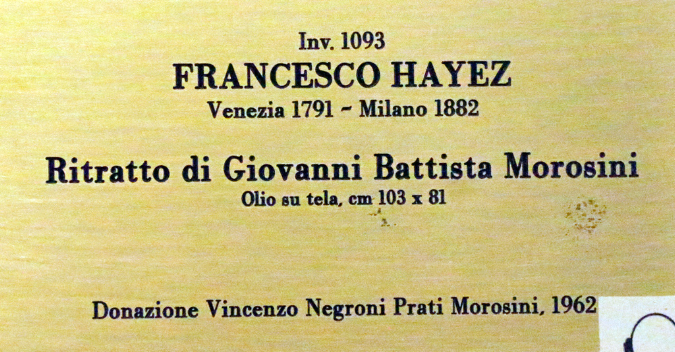 Inv. 1093
FRANCESCO HAYEZ
Venezia 1791 ~ Milano 1882
Ritratto di Giovanni Battista Morosini
Olio su tela, cm 103 x 81
Donazione Vincenzo Negroni Prati Morosini, 1962